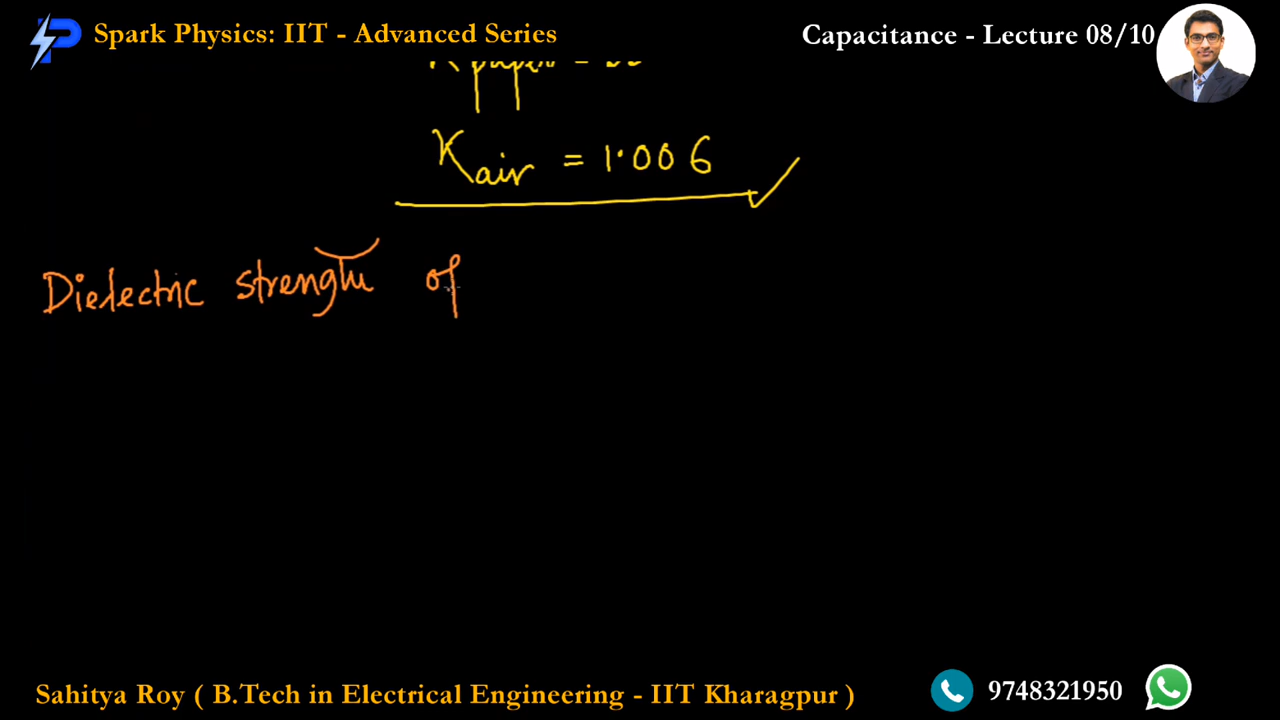 Spark Physics: IIT - Advanced Series
Capacitance - Lecture 08/10
K air = 1.006
Dielectric strength of
Sahitya Roy ( B.Tech in Electrical Engineering - IIT Kharagpur )
9748321950